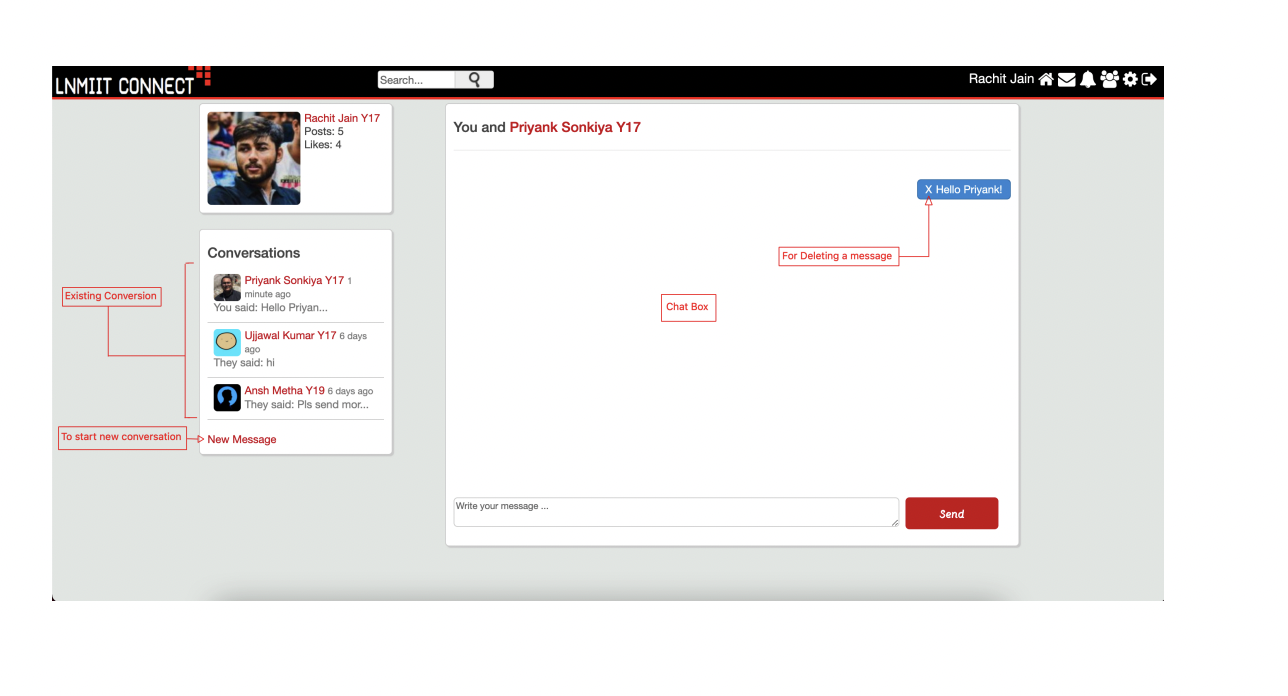 LNMIIT CONNECT
Search...
Rachit Jain
Rachit Jain Y17
Posts: 5
Likes: 4
Conversations
Priyank Sonkiya Y17 1
minute ago
You said: Hello Priyan...
Ujjawal Kumar Y17 6 days
ago
They said: hi
Ansh Metha Y19 6 days ago
They said: Pls send mor...
New Message
Existing Conversion
To start new conversation
You and Priyank Sonkiya Y17
X Hello Priyank!
For Deleting a message
Chat Box
Write your message ...
Send